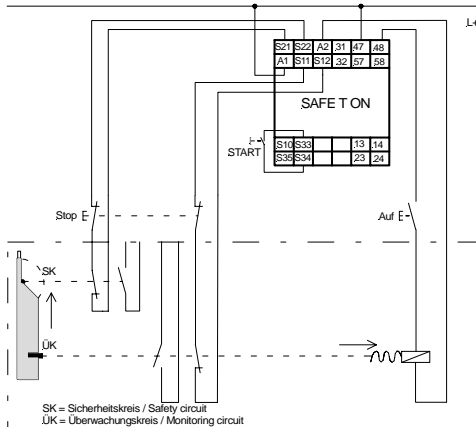 L+
S21 S22 A2 31 47 48
A1 S11 S12 32 57 58
SAFE T ON
S10 S33 13 14
S35 S34 23 24
START
Stop
Auf
SK
ÜK
SK = Sicherheitskreis / Safety circuit
ÜK = Überwachungskreis / Monitoring circuit